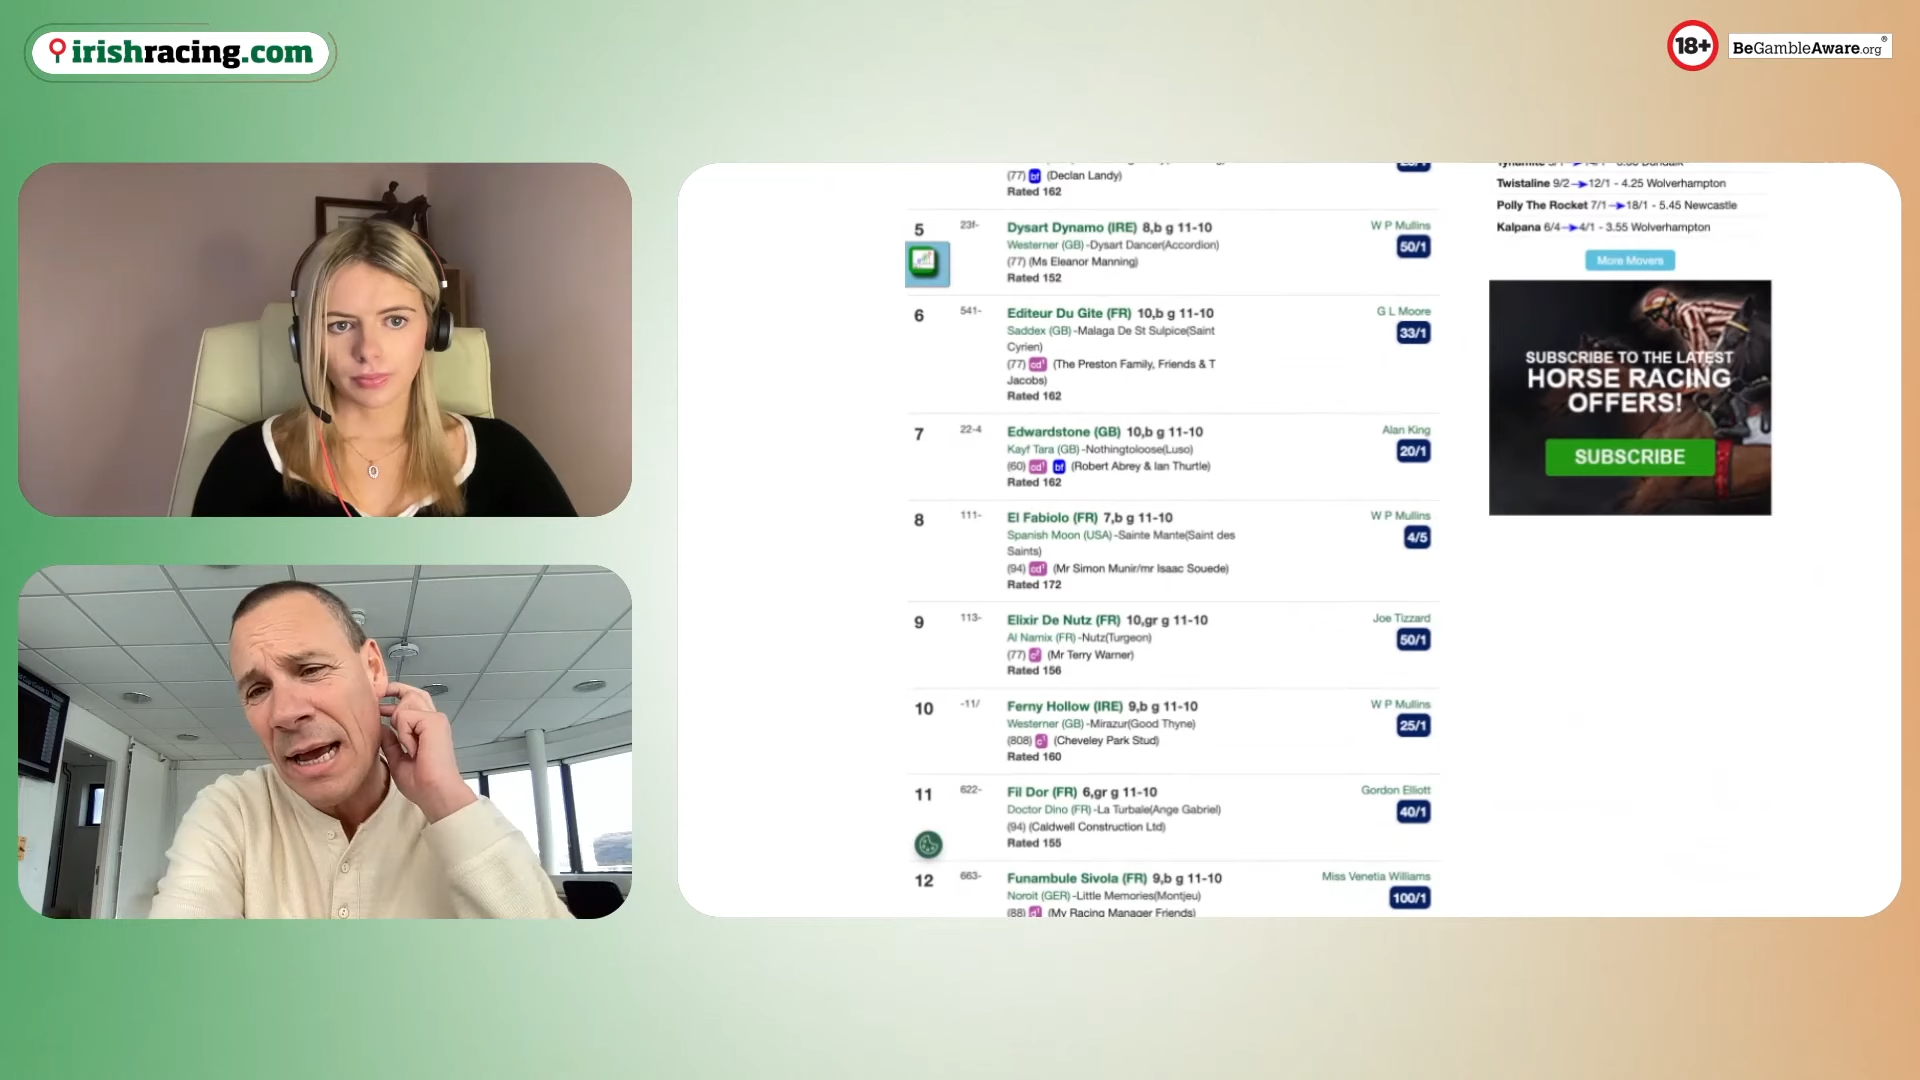 irishracing.com
18+
BeGambleAware.org®
(77) bf (Declan Landy)
Rated 162
5 23f- Dysart Dynamo (IRE) 8,b g 11-10 W P Mullins
Westerner (GB) -Dysart Dancer(Accordion) 50/1
(77) (Ms Eleanor Manning)
Rated 152
6 541- Editeur Du Gite (FR) 10,b g 11-10 G L Moore
Saddex (GB) -Malaga De St Sulpice(Saint 33/1
Cyrien)
(77) cd¹ (The Preston Family, Friends & T
Jacobs)
Rated 162
7 22-4 Edwardstone (GB) 10,b g 11-10 Alan King
Kayf Tara (GB) -Nothingtoloose(Luso) 20/1
(60) cd¹ bf (Robert Abrey & Ian Thurtle)
Rated 162
8 111- El Fabiolo (FR) 7,b g 11-10 W P Mullins
Spanish Moon (USA) -Sainte Mante(Saint des 4/5
Saints)
(94) cd¹ (Mr Simon Munir/mr Isaac Souede)
Rated 172
9 113- Elixir De Nutz (FR) 10,gr g 11-10 Joe Tizzard
Al Namix (FR) -Nutz(Turgeon) 50/1
(77) (Mr Terry Warner)
Rated 156
10 -11/ Ferny Hollow (IRE) 9,b g 11-10 W P Mullins
Westerner (GB) -Mirazur(Good Thyne) 25/1
(808) c¹ (Cheveley Park Stud)
Rated 160
11 622- Fil Dor (FR) 6,gr g 11-10 Gordon Elliott
Doctor Dino (FR) -La Turbale(Ange Gabriel) 40/1
(94) (Caldwell Construction Ltd)
Rated 155
12 663- Funambule Sivola (FR) 9,b g 11-10 Miss Venetia Williams
Noroit (GER) -Little Memories(Montjeu) 100/1
(88) (My Racing Manager Friends)
Twistaline 9/2 12/1 - 4.25 Wolverhampton
Polly The Rocket 7/1 18/1 - 5.45 Newcastle
Kalpana 6/4 4/1 - 3.55 Wolverhampton
More Movers
SUBSCRIBE TO THE LATEST
HORSE RACING
OFFERS!
SUBSCRIBE